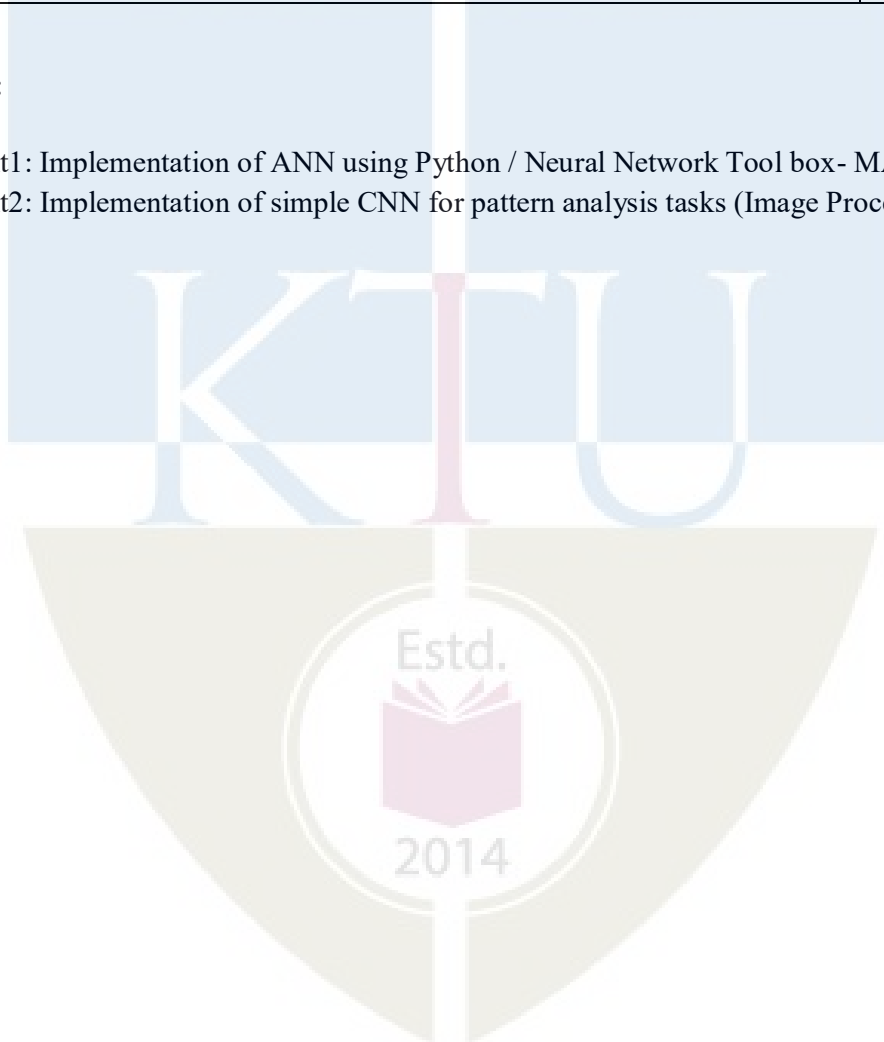 :
t1: Implementation of ANN using Python / Neural Network Tool box- MA
t2: Implementation of simple CNN for pattern analysis tasks (Image Proc
KTU
Estd.
2014